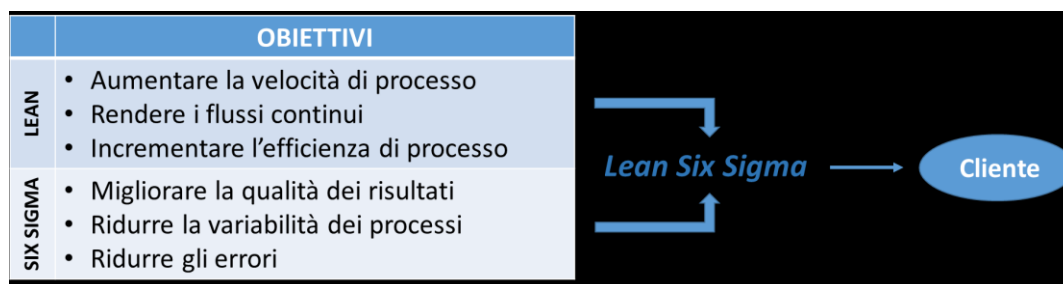 OBIETTIVI
LEAN
• Aumentare la velocità di processo
• Rendere i flussi continui
• Incrementare l'efficienza di processo
SIX SIGMA
• Migliorare la qualità dei risultati
• Ridurre la variabilità dei processi
• Ridurre gli errori
Lean Six Sigma
Cliente